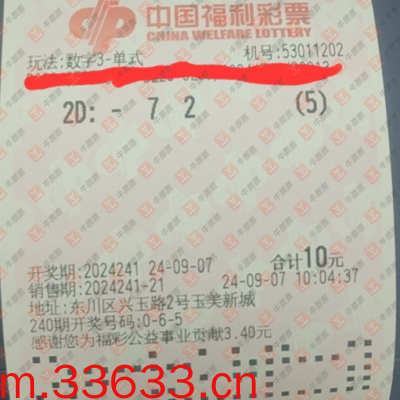 中国福利彩票
CHINA WELFARE LOTTERY
玩法:数字3-单式 机号:53011202
2D: - 7 2 (5)
合计10元
开奖期:2024241 24-09-07
销售期:2024241-21 24-09-07 10:04:37
地址:东川区兴玉路2号玉美新城
240期开奖号码:0-6-5
感谢您为福彩公益事业贡献3.40元
m.33633.cn